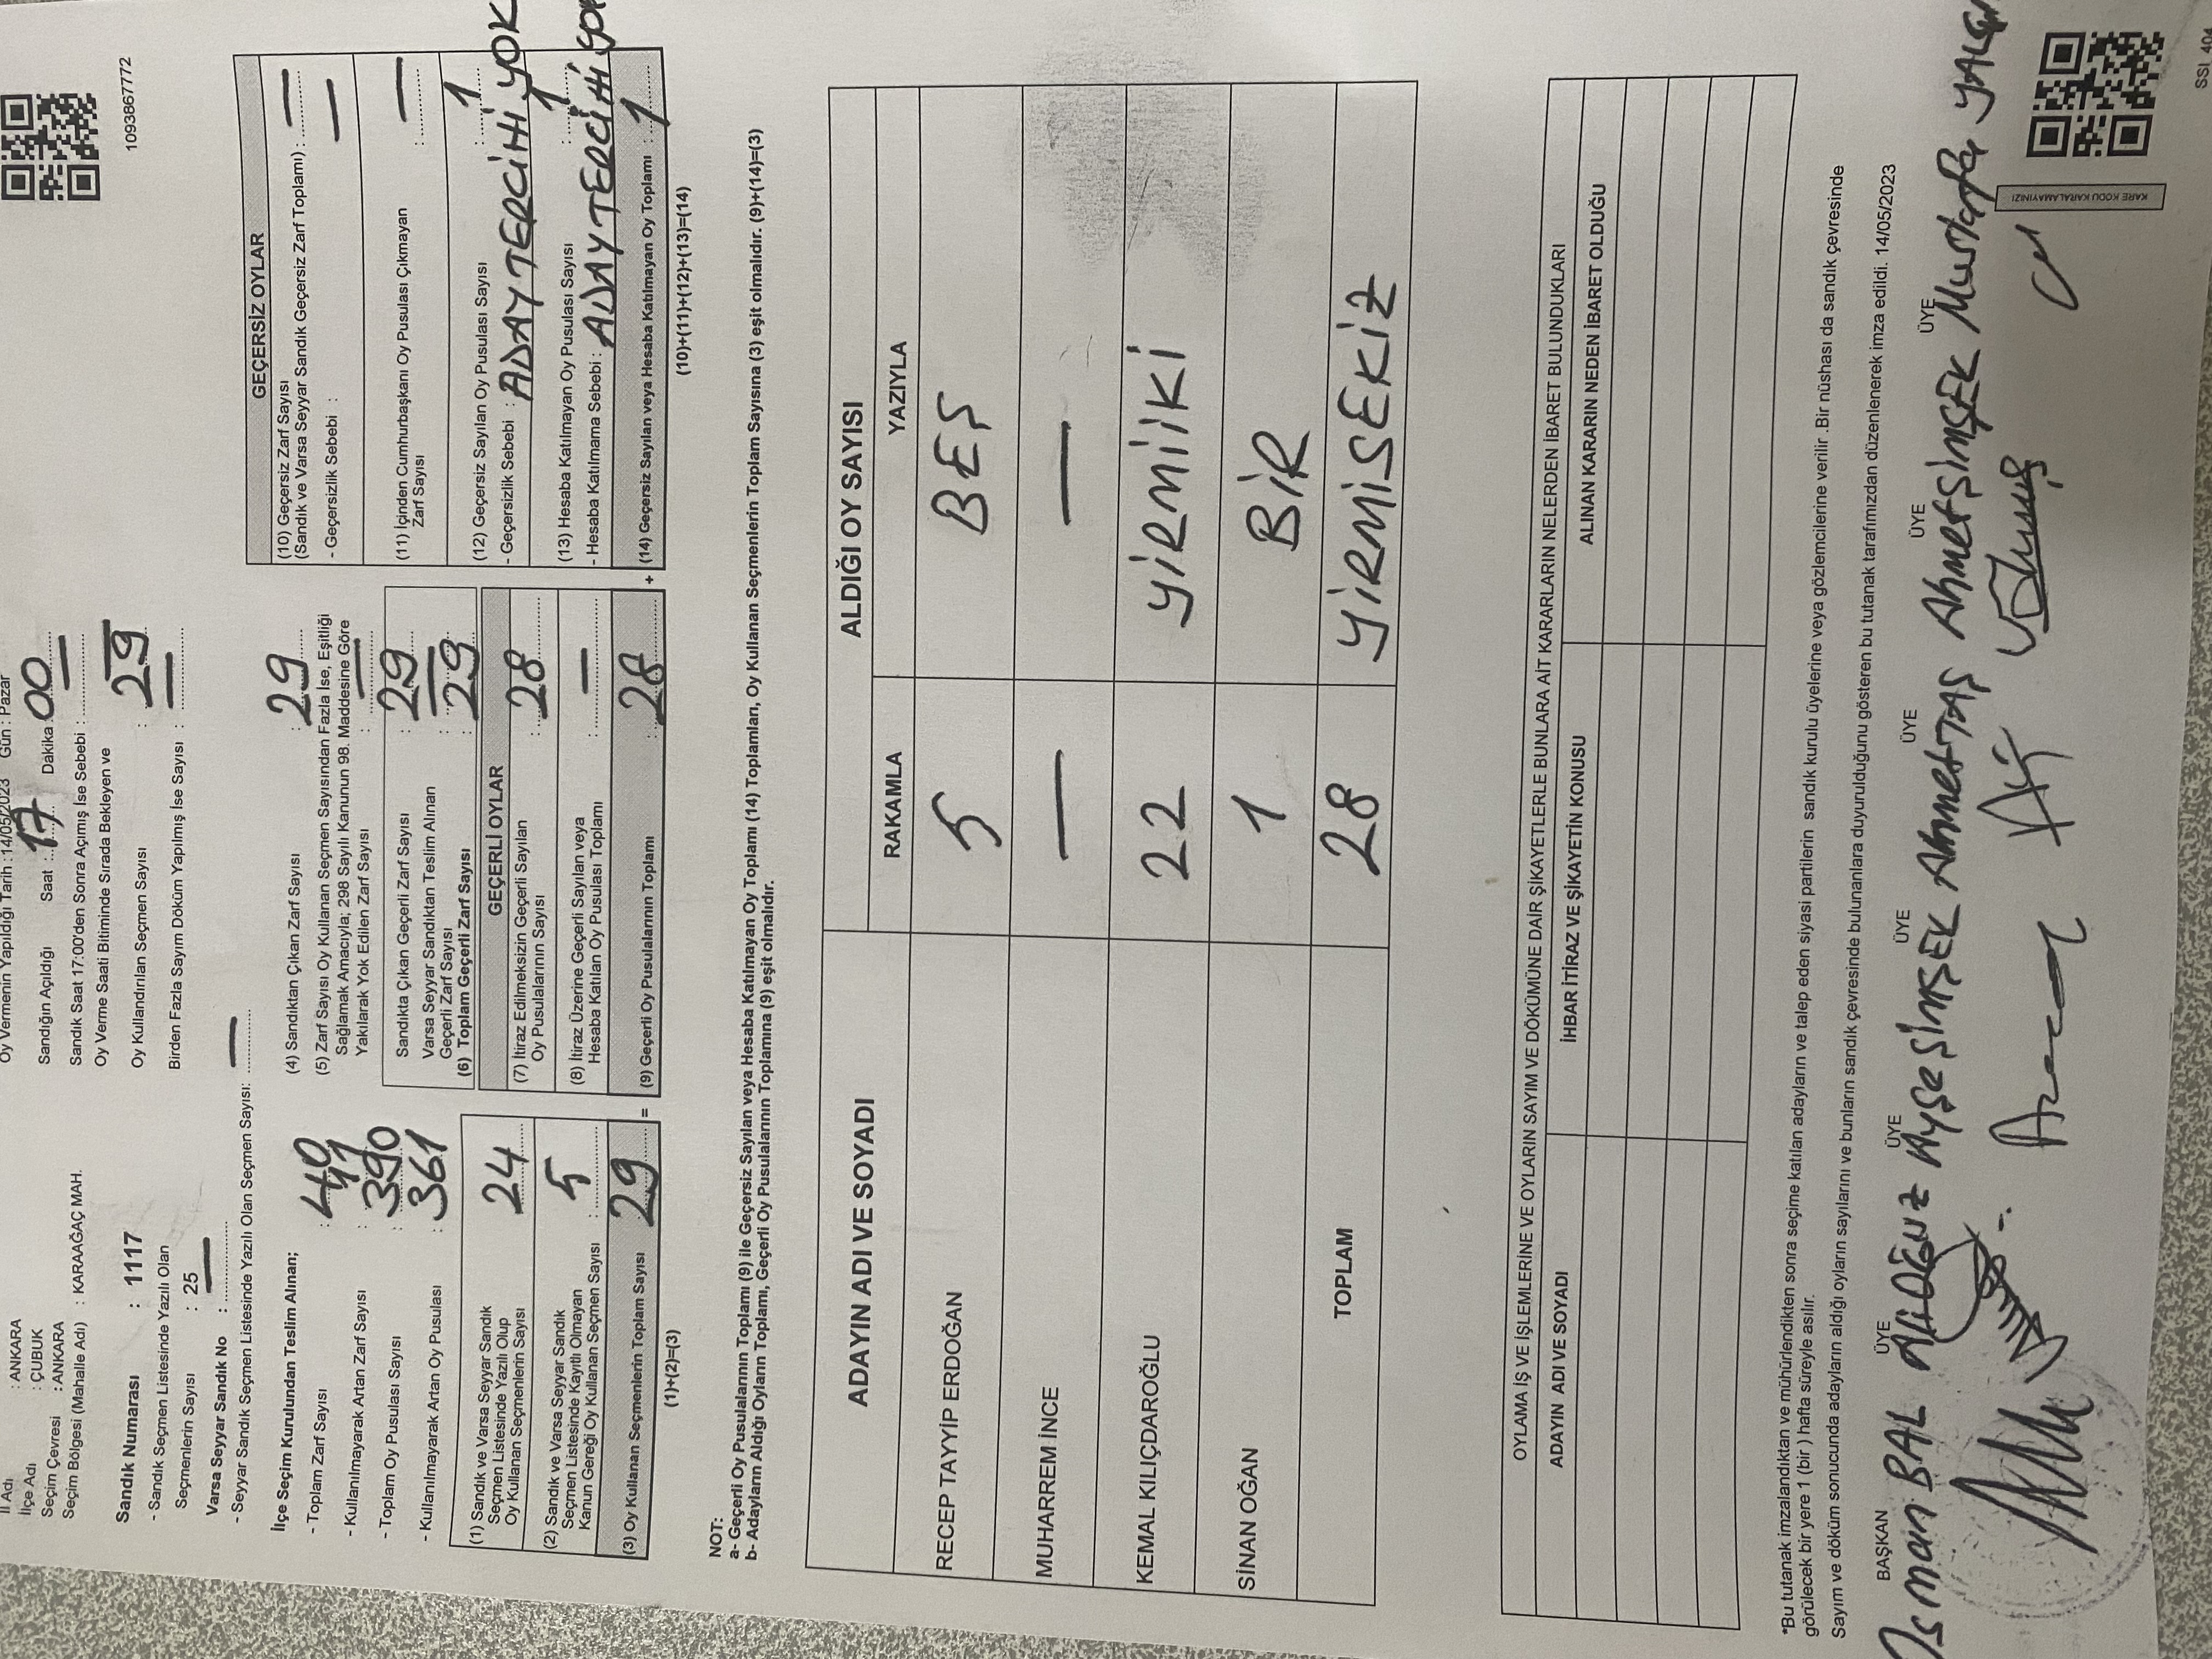 İl Adı : ANKARA
İlçe Adı : ÇUBUK
Seçim Çevresi : ANKARA
Seçim Bölgesi (Mahalle Adı) : KARAAĞAÇ MAH.
Sandık Numarası : 1117
- Sandık Seçmen Listesinde Yazılı Olan
Seçmenlerin Sayısı : 25
Varsa Seyyar Sandık No : —
- Seyyar Sandık Seçmen Listesinde Yazılı Olan Seçmen Sayısı: —
Oy Vermenin Yapıldığı Tarih : 14/05/2023 Gün : Pazar
Sandığın Açıldığı Saat : 17 Dakika : 00
Sandık Saat 17:00'den Sonra Açımış İse Sebebi : —
Oy Verme Saati Bitiminde Sırada Bekleyen ve —
Oy Kullandırılan Seçmen Sayısı : 29
Birden Fazla Sayım Döküm Yapılmış İse Sayısı : —
1093867772
İlçe Seçim Kurulundan Teslim Alınan;
- Toplam Zarf Sayısı : 40
- Kullanılmayarak Artan Zarf Sayısı : 11
- Toplam Oy Pusulası Sayısı : 390
- Kullanılmayarak Artan Oy Pusulası : 361
(1) Sandık ve Varsa Seyyar Sandık
Seçmen Listesinde Yazılı Olup
Oy Kullanan Seçmenlerin Sayısı 24
(2) Sandık ve Varsa Seyyar Sandık
Seçmen Listesinde Kayıtlı Olmayan
Kanun Gereği Oy Kullanan Seçmen Sayısı : 5
(3) Oy Kullanan Seçmenlerin Toplam Sayısı 29 =
(1)+(2)=(3)
(4) Sandıktan Çıkan Zarf Sayısı : 29
(5) Zarf Sayısı Oy Kullanan Seçmen Sayısından Fazla İse, Eşitliği
Sağlamak Amacıyla; 298 Sayılı Kanunun 98. Maddesine Göre
Yakılarak Yok Edilen Zarf Sayısı : —
Sandıkta Çıkan Geçerli Zarf Sayısı : 29
Varsa Seyyar Sandıktan Teslim Alınan
Geçerli Zarf Sayısı : —
(6) Toplam Geçerli Zarf Sayısı : 29
GEÇERLİ OYLAR
(7) İtiraz Edilmeksizin Geçerli Sayılan
Oy Pusulalarının Sayısı : 28
(8) İtiraz Üzerine Geçerli Sayılan veya
Hesaba Katılan Oy Pusulası Toplamı : —
(9) Geçerli Oy Pusulalarının Toplamı : 28 +
GEÇERSİZ OYLAR
(10) Geçersiz Zarf Sayısı
(Sandık ve Varsa Seyyar Sandık Geçersiz Zarf Toplamı) : —
- Geçersizlik Sebebi : —
(11) İçinden Cumhurbaşkanı Oy Pusulası Çıkmayan
Zarf Sayısı : —
(12) Geçersiz Sayılan Oy Pusulası Sayısı : 1
- Geçersizlik Sebebi : ADAY TERCİHİ YOK
(13) Hesaba Katılmayan Oy Pusulası Sayısı : 1
- Hesaba Katılmama Sebebi : ADAY TERCİHİ YOK
(14) Geçersiz Sayılan veya Hesaba Katılmayan Oy Toplamı : 1
(10)+(11)+(12)+(13)=(14)
NOT:
a- Geçerli Oy Pusulalarının Toplamı (9) ile Geçersiz Sayılan veya Hesaba Katılmayan Oy Toplamı (14) Toplamları, Oy Kullanan Seçmenlerin Toplam Sayısına (3) eşit olmalıdır. (9)+(14)=(3)
b- Adayların Aldığı Oyların Toplamı, Geçerli Oy Pusulalarının Toplamına (9) eşit olmalıdır.
ADAYIN ADI VE SOYADI ALDIĞI OY SAYISI
RAKAMLA YAZIYLA
RECEP TAYYİP ERDOĞAN 5 BEŞ
MUHARREM İNCE — —
KEMAL KILIÇDAROĞLU 22 YİRMİİKİ
SİNAN OĞAN 1 BİR
TOPLAM 28 YİRMİSEKİZ
OYLAMA İŞ VE İŞLEMLERİNE VE OYLARIN SAYIM VE DÖKÜMÜNE DAİR ŞİKAYETLERLE BUNLARA AİT KARARLARIN NELERDEN İBARET BULUNDUKLARI
ADAYIN ADI VE SOYADI İHBAR İTİRAZ VE ŞİKAYETİN KONUSU ALINAN KARARIN NEDEN İBARET OLDUĞU
*Bu tutanak imzalandıktan ve mühürlendikten sonra seçime katılan adayların ve talep eden siyasi partilerin sandık kurulu üyelerine veya gözlemcilerine verilir .Bir nüshası da sandık çevresinde
görülecek bir yere 1 (bir ) hafta süreyle asılır.
Sayım ve döküm sonucunda adayların aldığı oyların sayılarını ve bunların sandık çevresinde bulunanlara duyurulduğunu gösteren bu tutanak tarafımızdan düzenlenerek imza edildi. 14/05/2023
BAŞKAN ÜYE ÜYE ÜYE ÜYE ÜYE ÜYE
Osman BAL Ali OĞUZ Ayşe ŞİMŞEK Ahmet TAŞ Ahmet ŞİMŞEK Mustafa
KARE KODU KARALAMAYINIZ!
SSI 404